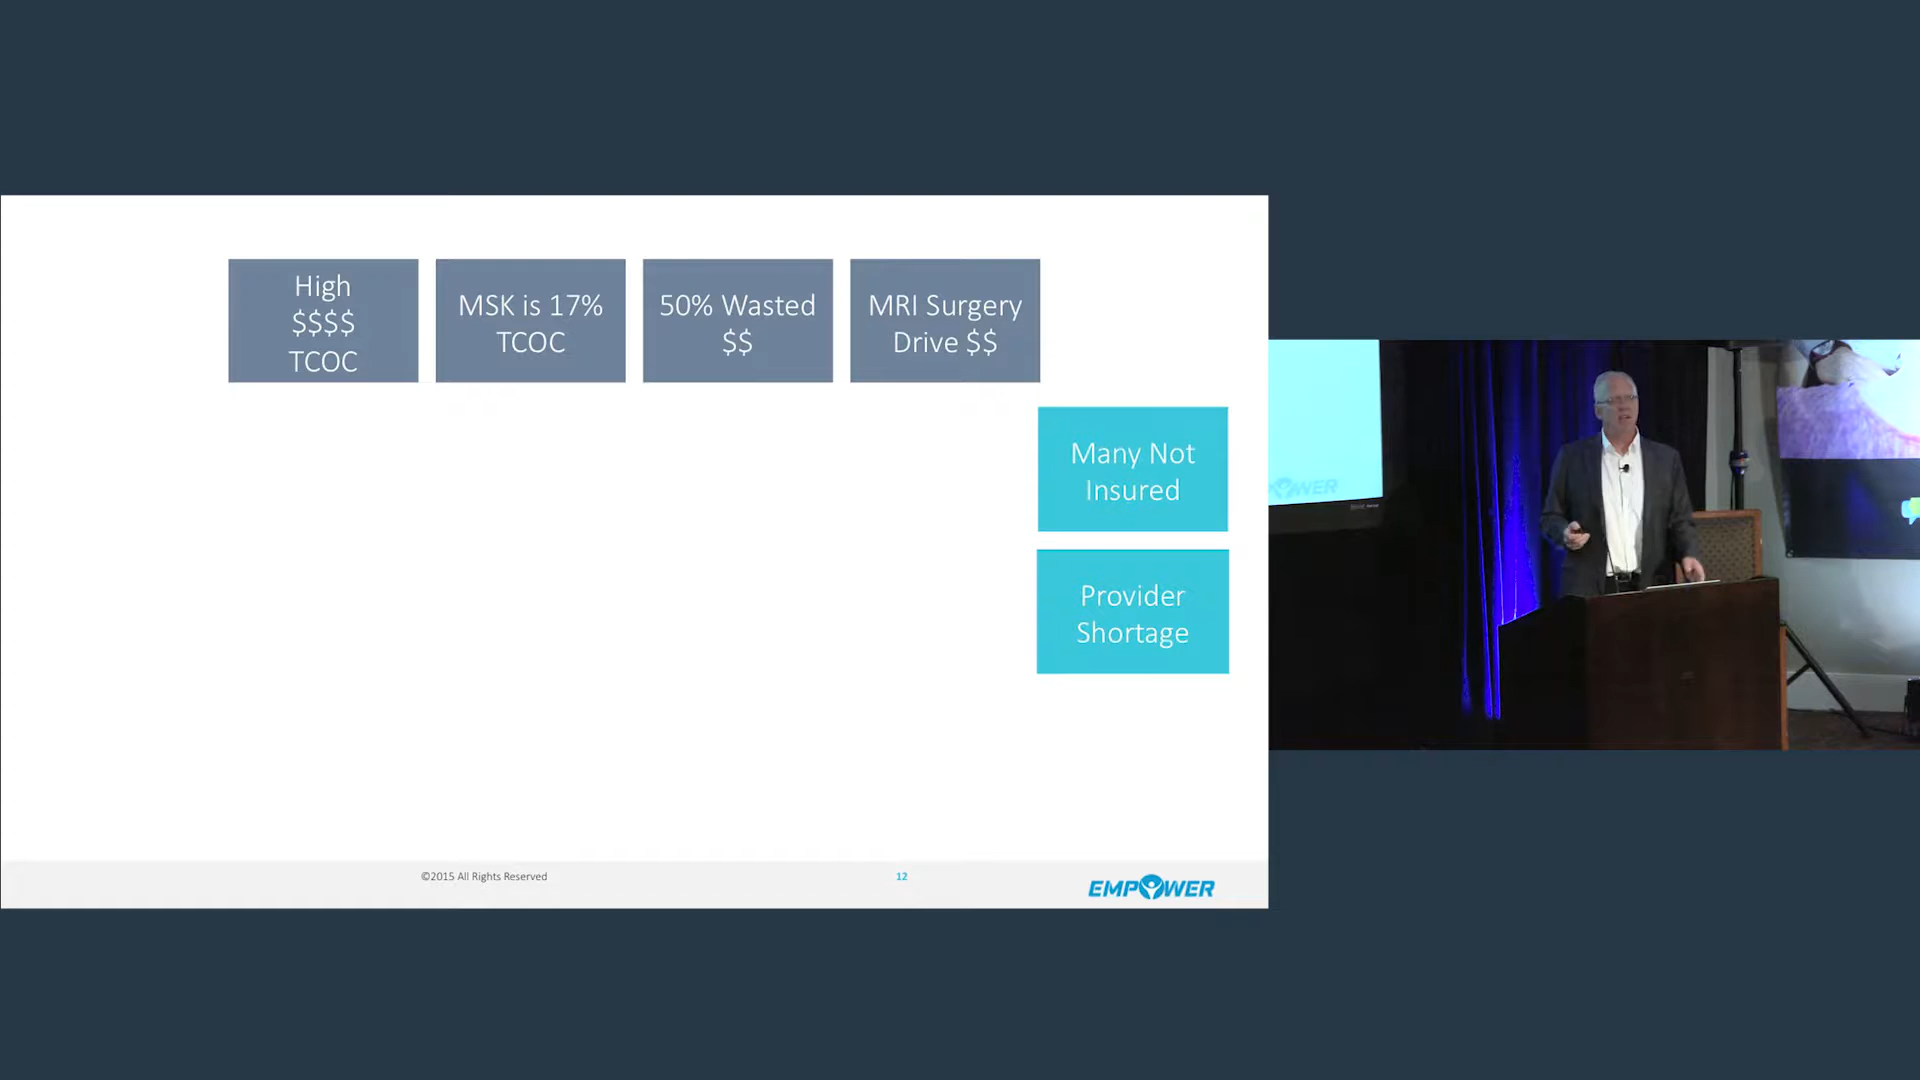 High
$$$$
TCOC
MSK is 17%
TCOC
50% Wasted
$$
MRI Surgery
Drive $$
Many Not
Insured
Provider
Shortage
©2015 All Rights Reserved
12
EMPOWER
POWER